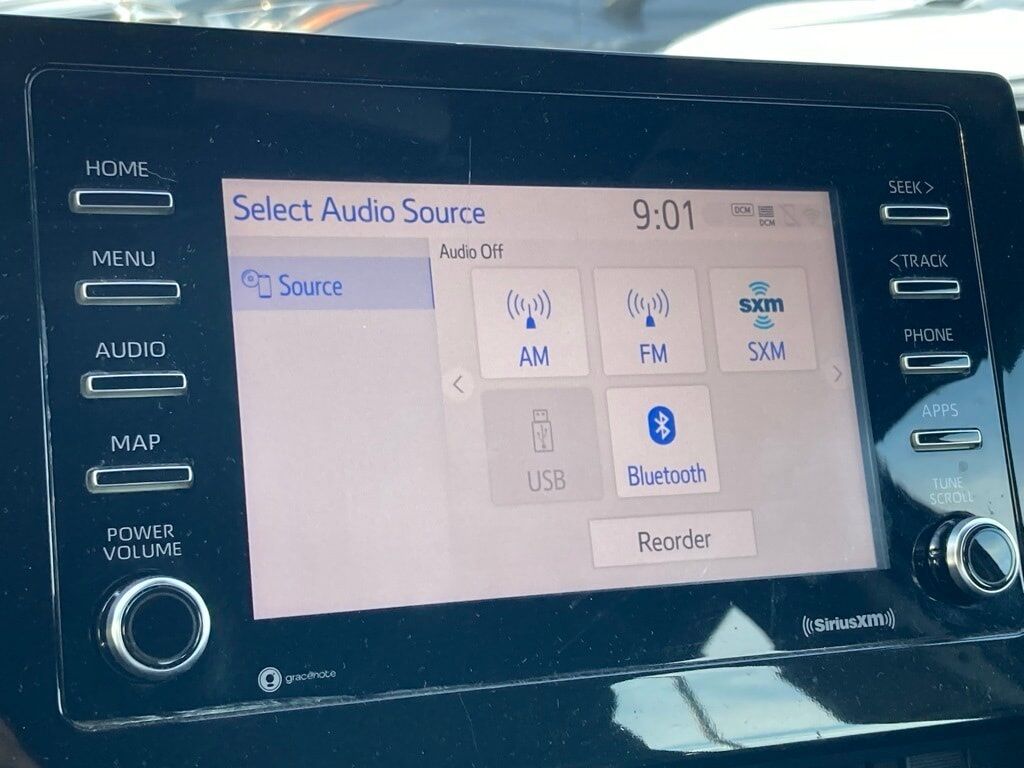 HOME
MENU
AUDIO
MAP
POWER
VOLUME
Select Audio Source
9:01
DCM
DCM
Source
Audio Off
AM
FM
sxm
SXM
USB
Bluetooth
Reorder
SEEK >
< TRACK
PHONE
APPS
TUNE
SCROLL
gracenote
((SiriusXM))